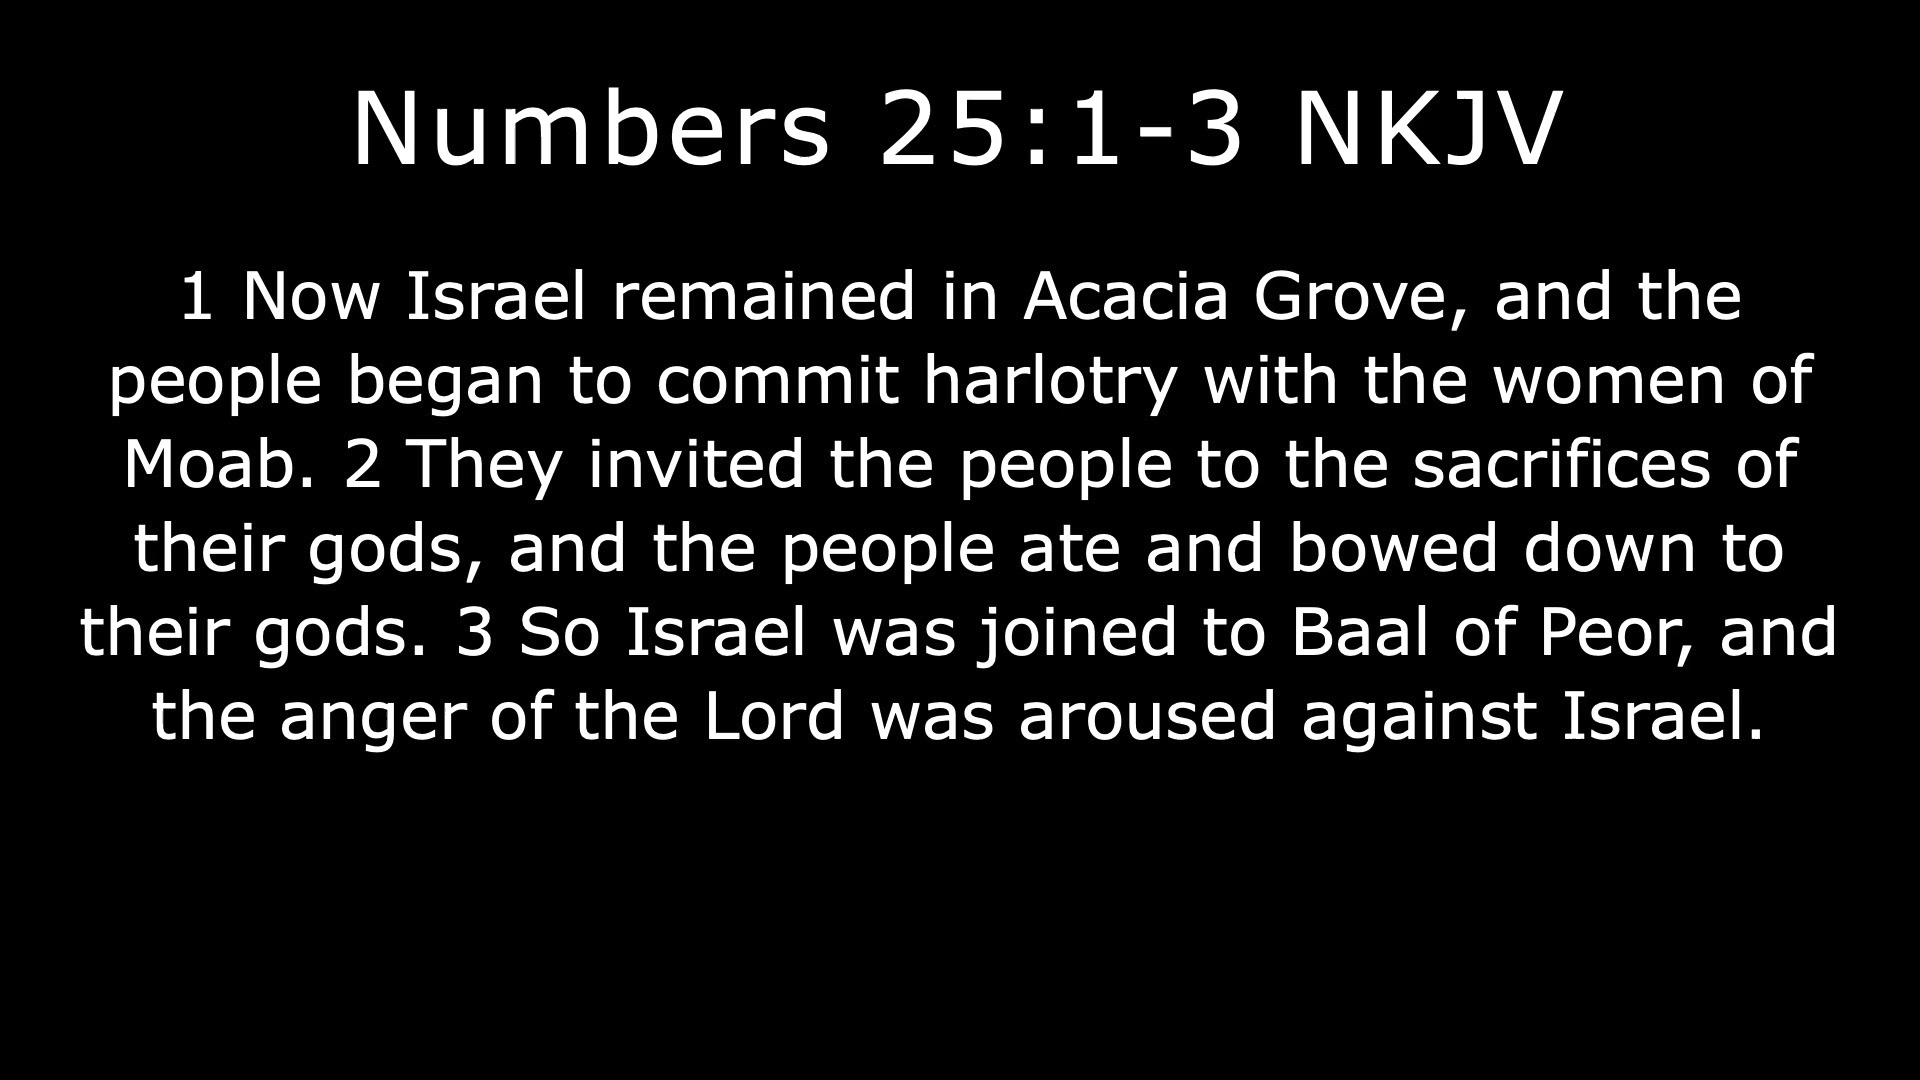 Numbers 25:1-3 NKJV
1 Now Israel remained in Acacia Grove, and the
people began to commit harlotry with the women of
Moab. 2 They invited the people to the sacrifices of
their gods, and the people ate and bowed down to
their gods. 3 So Israel was joined to Baal of Peor, and
the anger of the Lord was aroused against Israel.